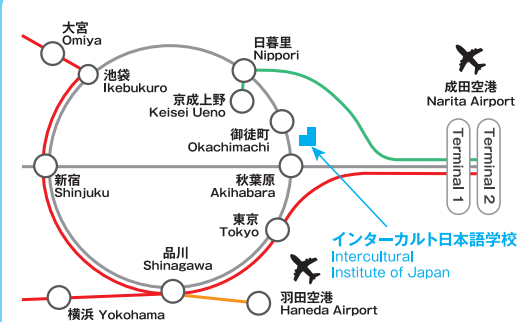 大宮
Omiya
池袋
Ikebukuro
日暮里
Nippori
京成上野
Keisei Ueno
御徒町
Okachimachi
成田空港
Narita Airport
Terminal 1
Terminal 2
新宿
Shinjuku
秋葉原
Akihabara
東京
Tokyo
品川
Shinagawa
インターカルト日本語学校
Intercultural
Institute of Japan
羽田空港
Haneda Airport
横浜 Yokohama